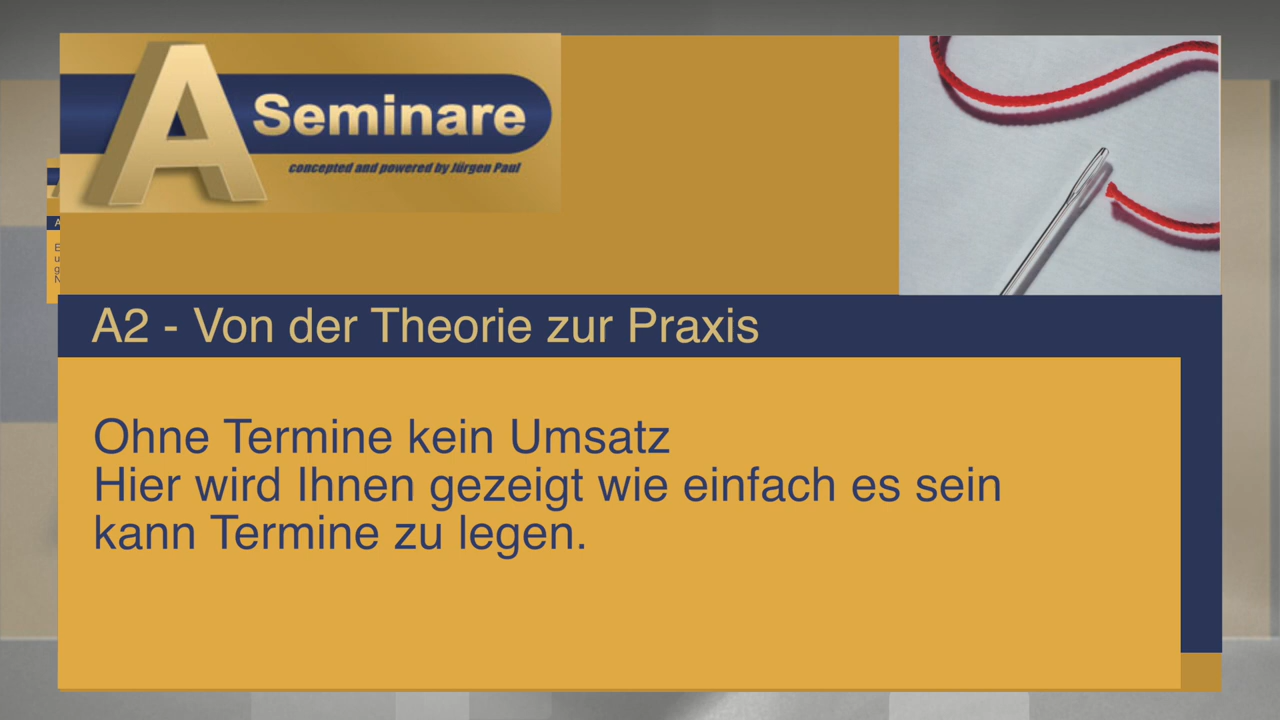 A Seminare
concepted and powered by Jürgen Paul
A2 - Von der Theorie zur Praxis
Ohne Termine kein Umsatz
Hier wird Ihnen gezeigt wie einfach es sein
kann Termine zu legen.